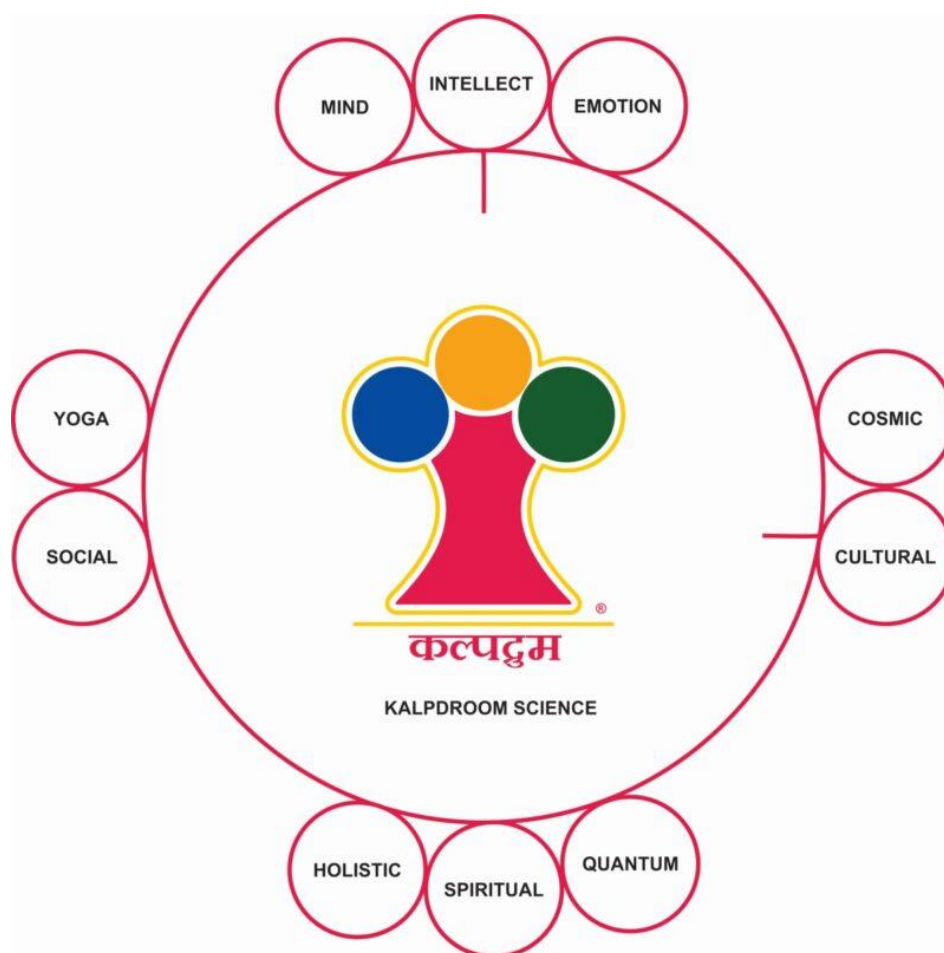 MIND
INTELLECT
EMOTION
YOGA
COSMIC
SOCIAL
CULTURAL
®
कल्पद्रुम
KALPDROOM SCIENCE
HOLISTIC
SPIRITUAL
QUANTUM